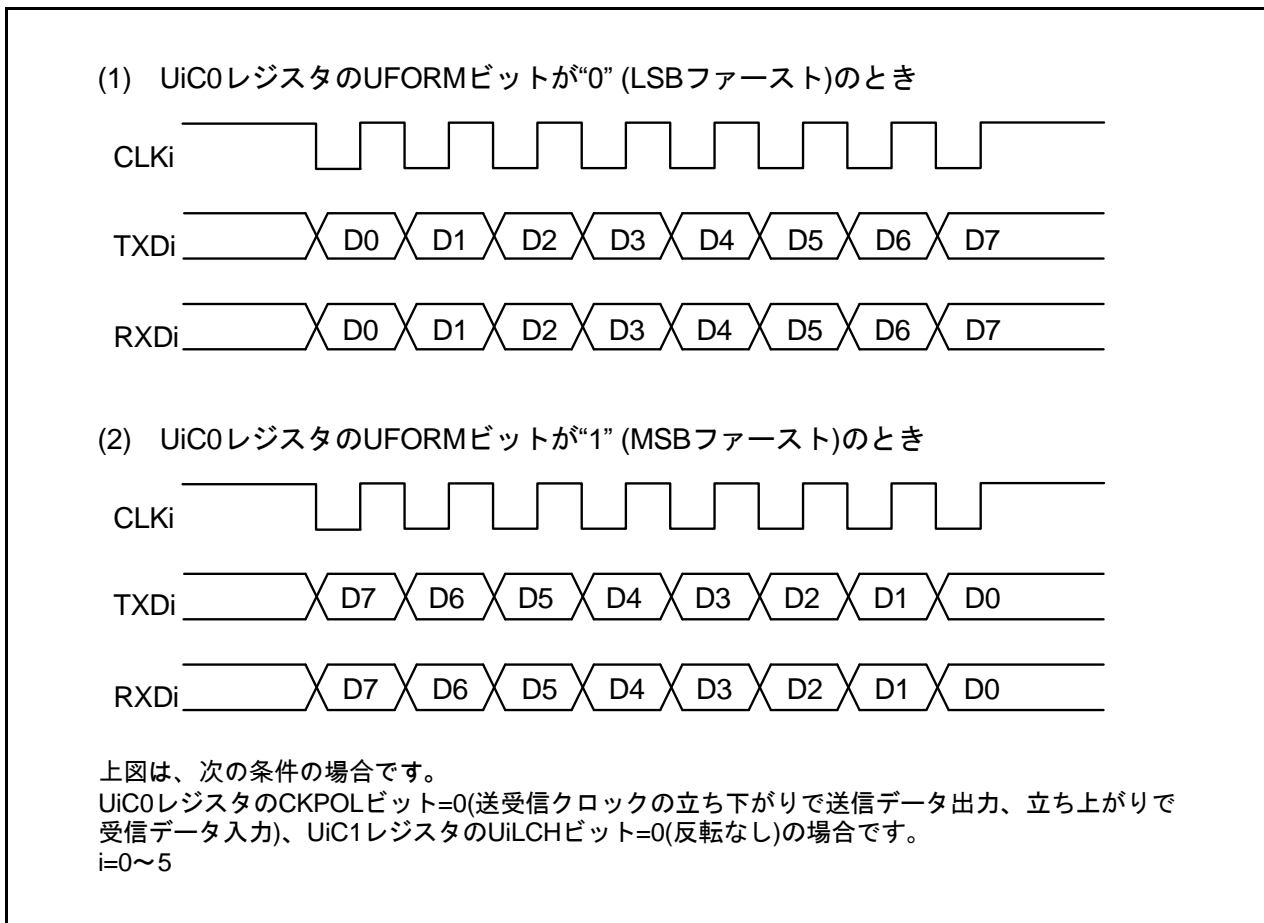 (1) UiC0レジスタのUFORMビットが“0” (LSBファースト)のとき
CLKi
TXDi D0 D1 D2 D3 D4 D5 D6 D7
RXDi D0 D1 D2 D3 D4 D5 D6 D7
(2) UiC0レジスタのUFORMビットが“1” (MSBファースト)のとき
CLKi
TXDi D7 D6 D5 D4 D3 D2 D1 D0
RXDi D7 D6 D5 D4 D3 D2 D1 D0
上図は、次の条件の場合です。
UiC0レジスタのCKPOLビット=0(送受信クロックの立ち下がりで送信データ出力、立ち上がりで
受信データ入力)、UiC1レジスタのUiLCHビット=0(反転なし)の場合です。
i=0～5